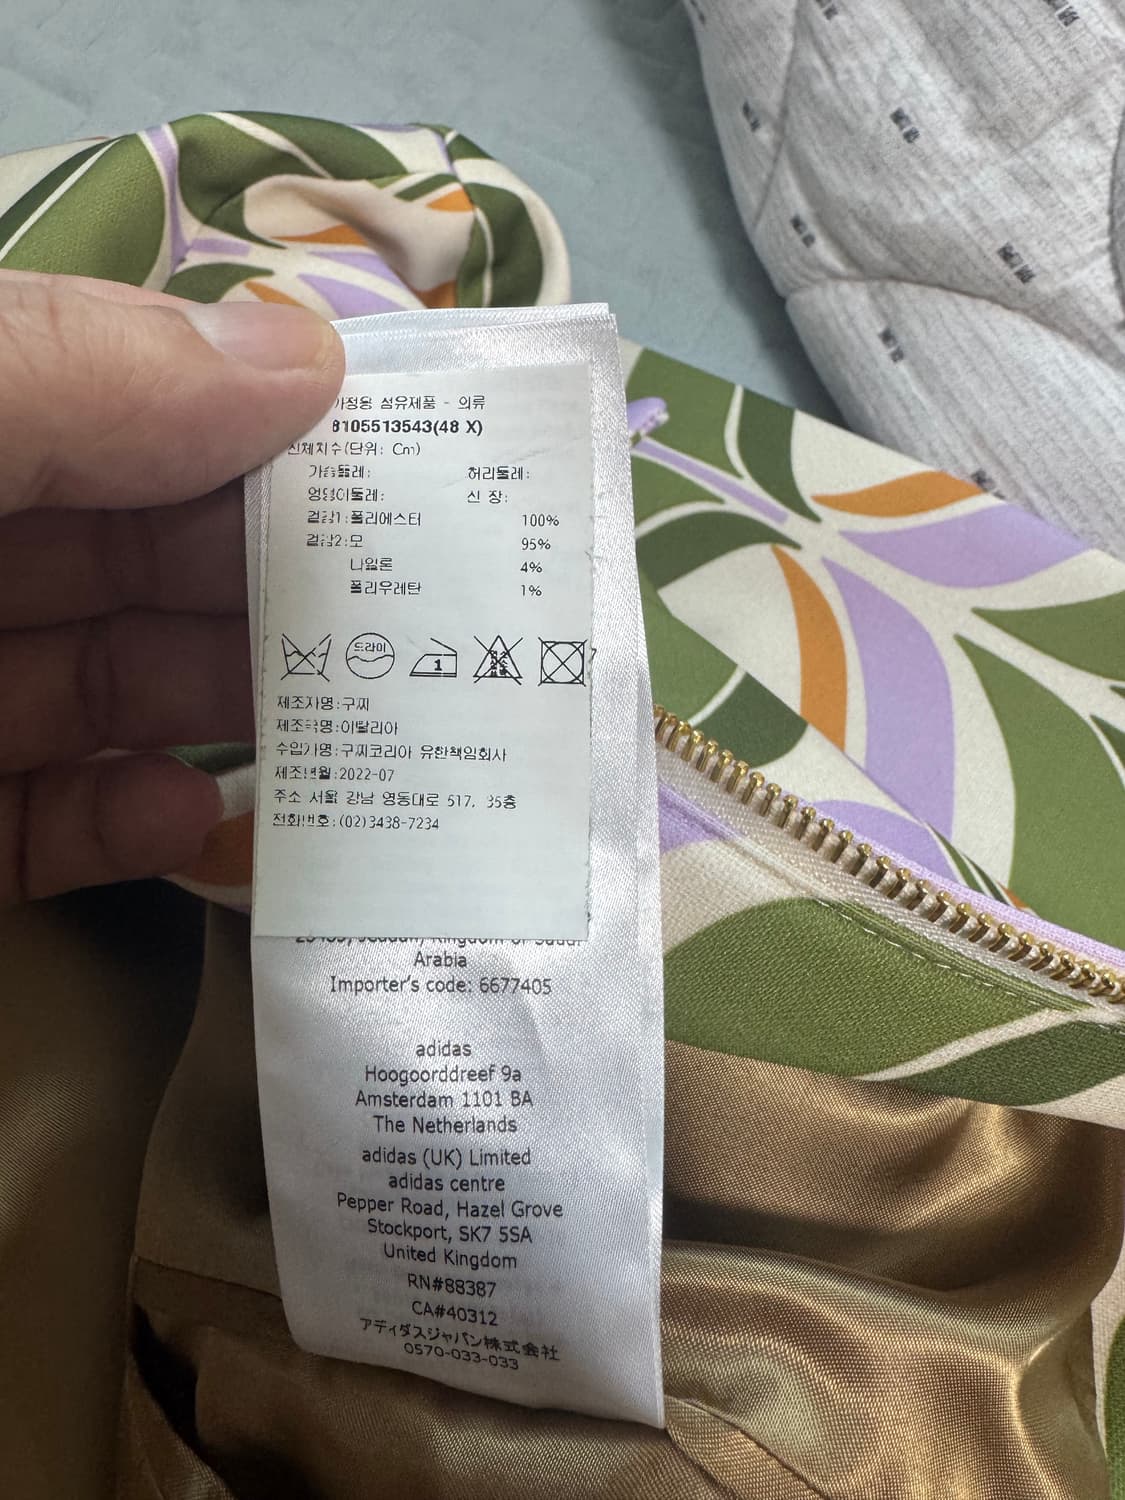 가정용 섬유제품 - 의류
8105513543(48 X)
신체치수(단위: Cm)
가슴둘레: 허리둘레:
엉덩이둘레: 신 장:
겉감1:폴리에스터 100%
겉감2:모 95%
나일론 4%
폴리우레탄 1%
드라이
1
제조자명:구찌
제조국명:이탈리아
수입자명:구찌코리아 유한책임회사
제조년월:2022-07
주소 서울 강남 영동대로 517, 35층
전화번호:(02)3438-7234
Arabia
Importer's code: 6677405
adidas
Hoogoorddreef 9a
Amsterdam 1101 BA
The Netherlands
adidas (UK) Limited
adidas centre
Pepper Road, Hazel Grove
Stockport, SK7 5SA
United Kingdom
RN#88387
CA#40312
アディダスジャパン株式会社
0570-033-033